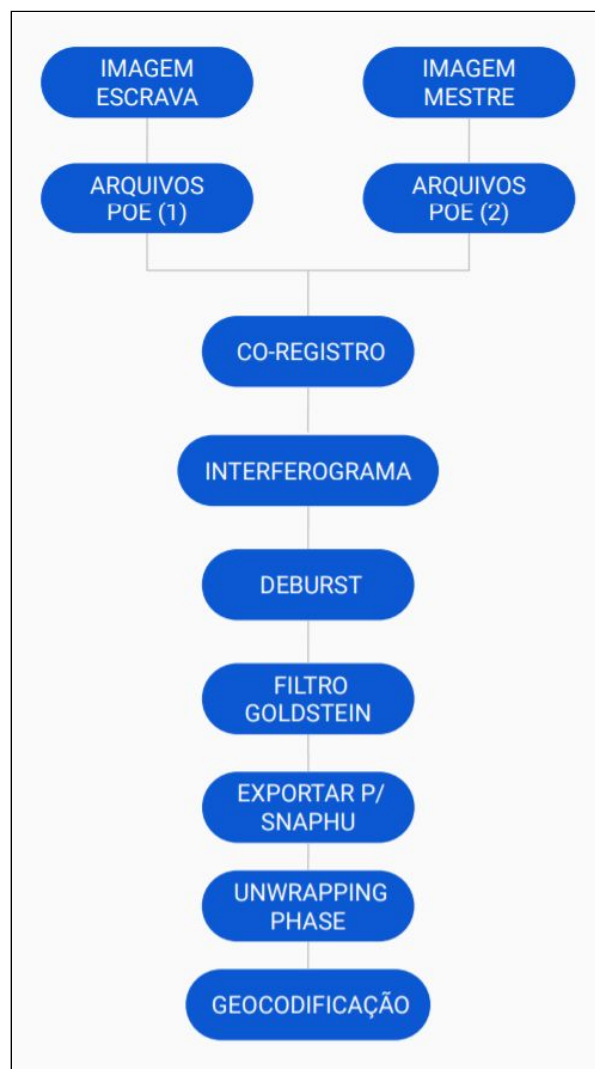 IMAGEM
ESCRAVA
IMAGEM
MESTRE
ARQUIVOS
POE (1)
ARQUIVOS
POE (2)
CO-REGISTRO
INTERFEROGRAMA
DEBURST
FILTRO
GOLDSTEIN
EXPORTAR P/
SNAPHU
UNWRAPPING
PHASE
GEOCODIFICAÇÃO